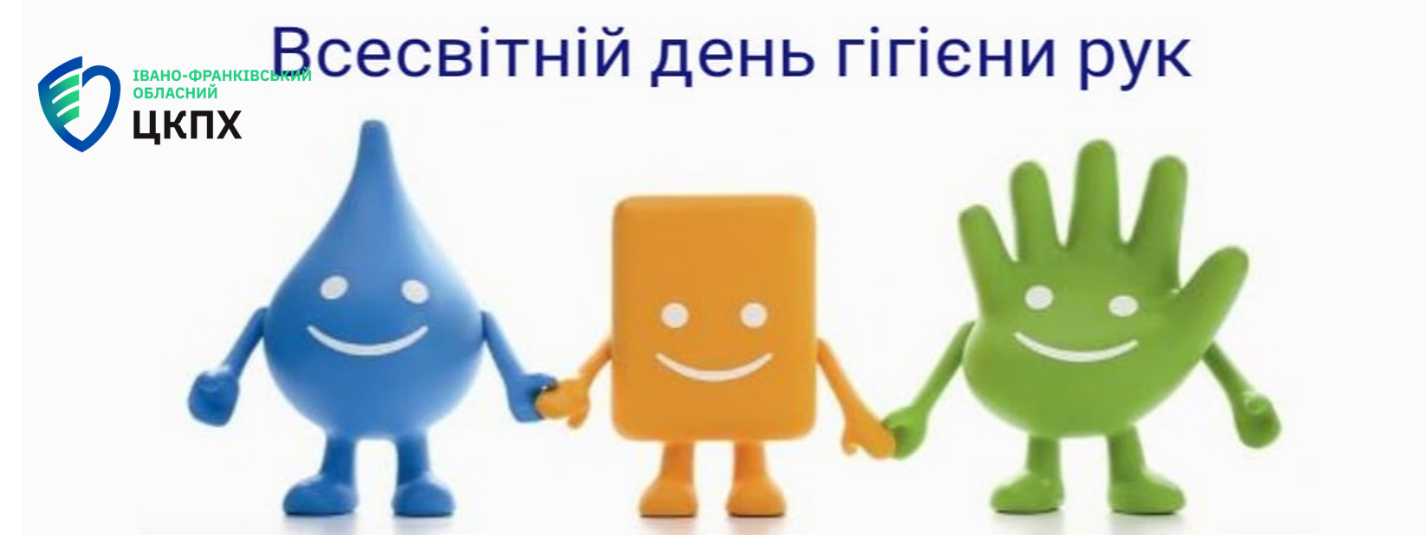 Всесвітній день гігієни рук
ІВАНО-ФРАНКІВСЬКИЙ
ОБЛАСНИЙ
ЦКПХ